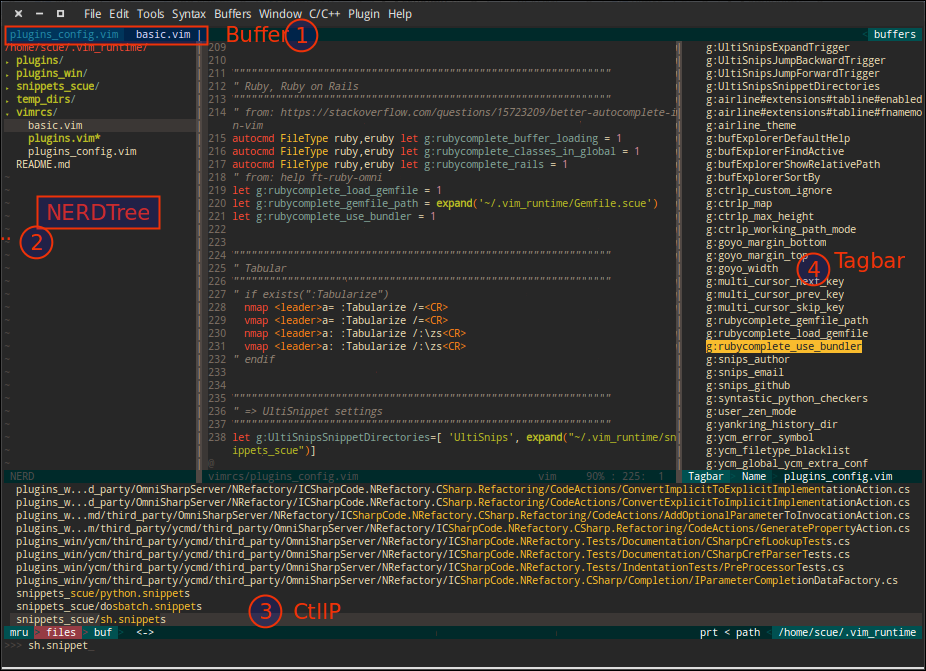 File Edit Tools Syntax Buffers Window C/C++ Plugin Help
plugins_config.vim basic.vim
Buffer 1
buffers
/home/scue/.vim_runtime/
. plugins/
. plugins_win/
. snippets_scue/
. temp_dirs/
. vimrcs/
basic.vim
plugins.vim*
plugins_config.vim
README.md
NERDTree
2
209
210
211 """""""""""""""""""""""""""""""""""""""""""""""""""""""""""""
212 " Ruby, Ruby on Rails
213 """""""""""""""""""""""""""""""""""""""""""""""""""""""""""""
214 " from: https://stackoverflow.com/questions/15723209/better-autocomplete-i
n-vim
215 autocmd FileType ruby,eruby let g:rubycomplete_buffer_loading = 1
216 autocmd FileType ruby,eruby let g:rubycomplete_classes_in_global = 1
217 autocmd FileType ruby,eruby let g:rubycomplete_rails = 1
218 " from: help ft-ruby-omni
219 let g:rubycomplete_load_gemfile = 1
220 let g:rubycomplete_gemfile_path = expand('~/.vim_runtime/Gemfile.scue')
221 let g:rubycomplete_use_bundler = 1
222
223
224 """""""""""""""""""""""""""""""""""""""""""""""""""""""""""""
225 " Tabular
226 """""""""""""""""""""""""""""""""""""""""""""""""""""""""""""
227 " if exists(":Tabularize")
228 nmap <leader>a= :Tabularize /=<CR>
229 vmap <leader>a= :Tabularize /=<CR>
230 nmap <leader>a: :Tabularize /:\zs<CR>
231 vmap <leader>a: :Tabularize /:\zs<CR>
232 " endif
233
234
235 """""""""""""""""""""""""""""""""""""""""""""""""""""""""""""
236 " => UltiSnippet settings
237 """""""""""""""""""""""""""""""""""""""""""""""""""""""""""""
238 let g:UltiSnipsSnippetDirectories=[ 'UltiSnips', expand("~/.vim_runtime/sn
ippets_scue")]
@
g:UltiSnipsExpandTrigger
g:UltiSnipsJumpBackwardTrigger
g:UltiSnipsJumpForwardTrigger
g:UltiSnipsSnippetDirectories
g:airline#extensions#tabline#enabled
g:airline#extensions#tabline#fnamemo
g:airline_theme
g:bufExplorerDefaultHelp
g:bufExplorerFindActive
g:bufExplorerShowRelativePath
g:bufExplorerSortBy
g:ctrlp_custom_ignore
g:ctrlp_map
g:ctrlp_max_height
g:ctrlp_working_path_mode
g:goyo_margin_bottom
g:goyo_margin_top
g:goyo_width
4 Tagbar
g:multi_cursor_next_key
g:multi_cursor_prev_key
g:multi_cursor_skip_key
g:rubycomplete_gemfile_path
g:rubycomplete_load_gemfile
g:rubycomplete_use_bundler
g:snips_author
g:snips_email
g:snips_github
g:syntastic_python_checkers
g:user_zen_mode
g:yankring_history_dir
g:ycm_error_symbol
g:ycm_filetype_blacklist
g:ycm_global_ycm_extra_conf
NERD vimrcs/plugins_config.vim vim 90% : 225: 1 Tagbar Name plugins_config.vim
plugins_w...d_party/OmniSharpServer/NRefactory/ICSharpCode.NRefactory.CSharp.Refactoring/CodeActions/ConvertImplicitToExplicitImplementationAction.cs
plugins_w...d_party/OmniSharpServer/NRefactory/ICSharpCode.NRefactory.CSharp.Refactoring/CodeActions/ConvertExplicitToImplicitImplementationAction.cs
plugins_w...md/third_party/OmniSharpServer/NRefactory/ICSharpCode.NRefactory.CSharp.Refactoring/CodeActions/AddOptionalParameterToInvocationAction.cs
plugins_w...m/third_party/ycmd/third_party/OmniSharpServer/NRefactory/ICSharpCode.NRefactory.CSharp.Refactoring/CodeActions/GeneratePropertyAction.cs
plugins_win/ycm/third_party/ycmd/third_party/OmniSharpServer/NRefactory/ICSharpCode.NRefactory.Tests/Documentation/CSharpCrefLookupTests.cs
plugins_win/ycm/third_party/ycmd/third_party/OmniSharpServer/NRefactory/ICSharpCode.NRefactory.Tests/Documentation/CSharpCrefParserTests.cs
plugins_win/ycm/third_party/ycmd/third_party/OmniSharpServer/NRefactory/ICSharpCode.NRefactory.Tests/IndentationTests/PreProcessorTests.cs
plugins_win/ycm/third_party/ycmd/third_party/OmniSharpServer/NRefactory/ICSharpCode.NRefactory.CSharp/Completion/IParameterCompletionDataFactory.cs
snippets_scue/python.snippets
snippets_scue/dosbatch.snippets
snippets_scue/sh.snippets
3 CtlIP
mru files buf <-> prt < path /home/scue/.vim_runtime
>>> sh.snippet_